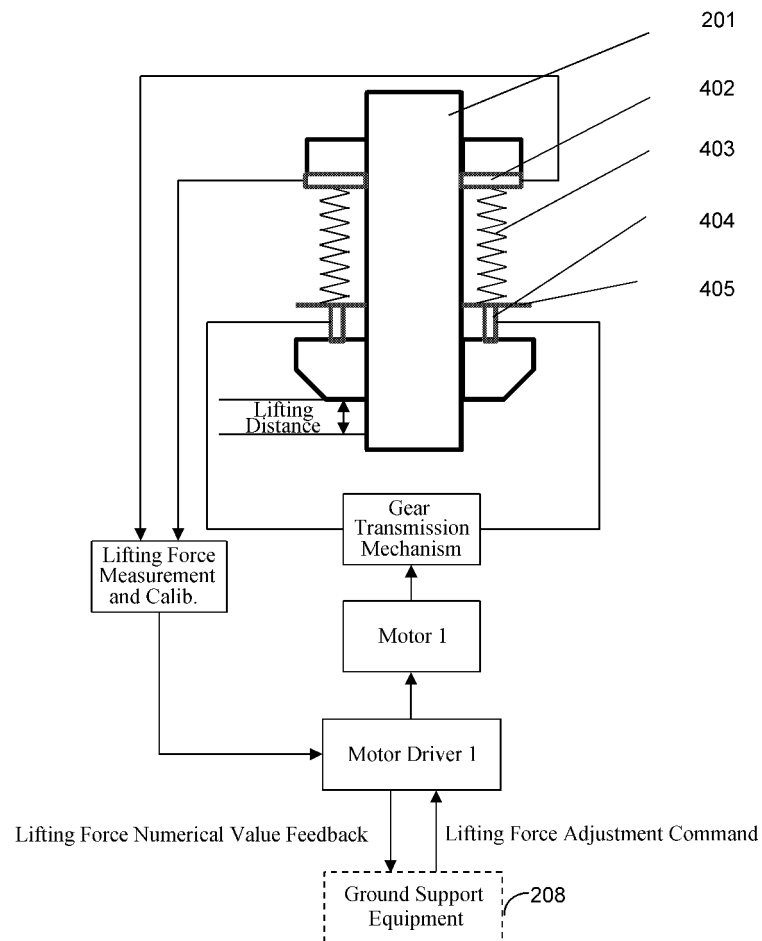 201
402
403
404
405
Lifting
Distance
Gear
Transmission
Mechanism
Lifting Force
Measurement
and Calib.
Motor 1
Motor Driver 1
Lifting Force Numerical Value Feedback
Lifting Force Adjustment Command
Ground Support
Equipment
208